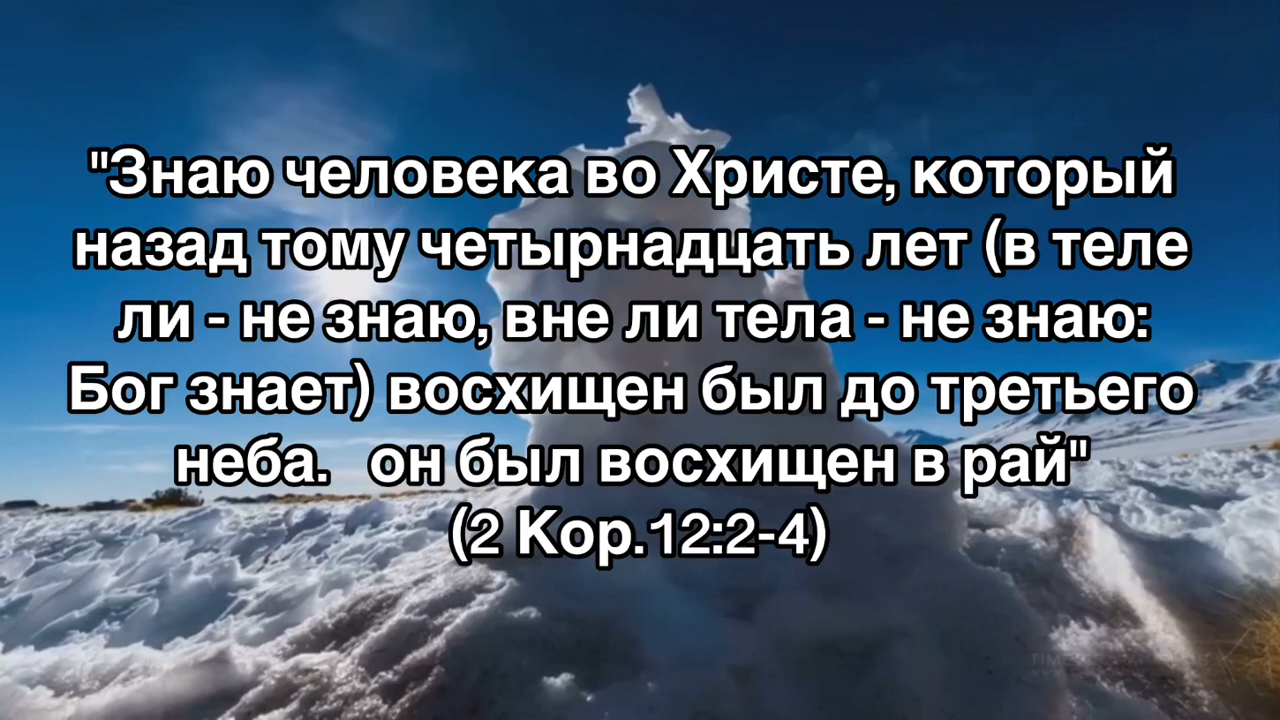 "Знаю человека во Христе, который
назад тому четырнадцать лет (в теле
ли - не знаю, вне ли тела - не знаю:
Бог знает) восхищен был до третьего
неба.   он был восхищен в рай"
(2 Кор.12:2-4)